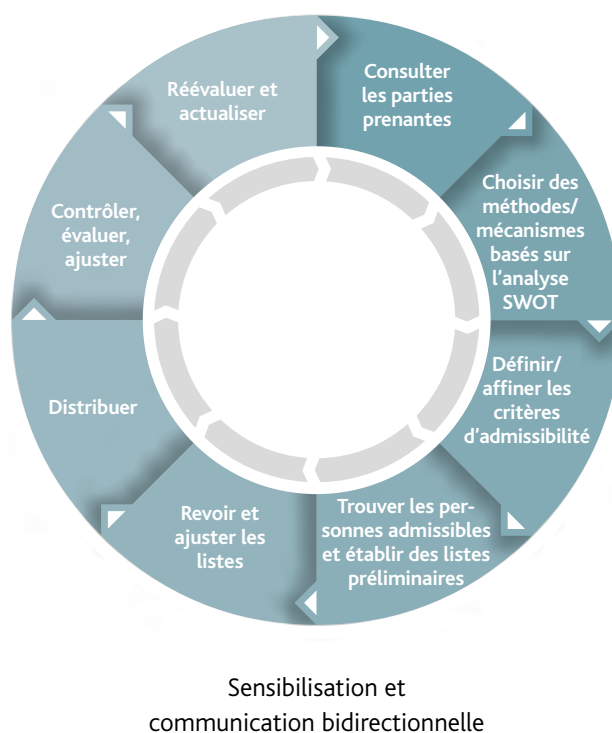 Consulter
les parties
prenantes
Choisir des
méthodes/
mécanismes
basés sur
l'analyse
SWOT
Définir/
affiner les
critères
d'admissibilité
Trouver les per-
sonnes admissibles
et établir des listes
préliminaires
Revoir et
ajuster les
listes
Distribuer
Contrôler,
évaluer,
ajuster
Réévaluer et
actualiser
Sensibilisation et
communication bidirectionnelle